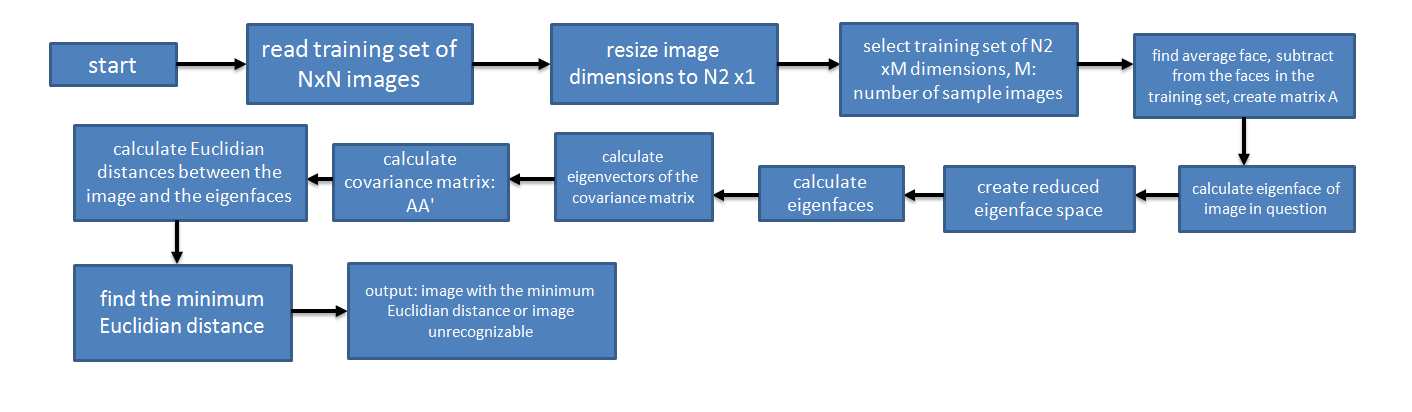 start
read training set of
NxN images
resize image
dimensions to N2 x1
select training set of N2
xM dimensions, M:
number of sample images
find average face, subtract
from the faces in the
training set, create matrix A
calculate eigenface of
image in question
create reduced
eigenface space
calculate
eigenfaces
calculate
eigenvectors of the
covariance matrix
calculate
covariance matrix:
AA'
calculate Euclidian
distances between the
image and the eigenfaces
find the minimum
Euclidian distance
output: image with the minimum
Euclidian distance or image
unrecognizable